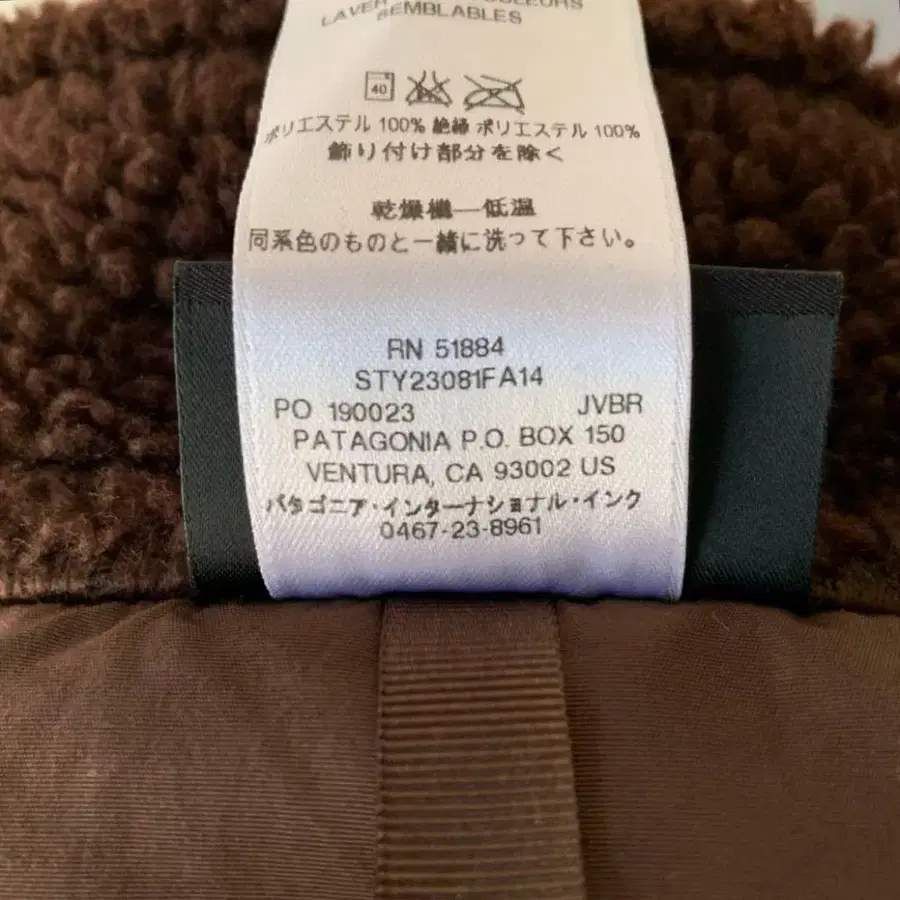 LAVER COULEURS
SEMBLABLES
40
ポリエステル 100% 絶縁 ポリエステル 100%
飾り付け部分を除く
乾燥機—低温
同系色のものと一緒に洗って下さい。
RN 51884
STY23081FA14
PO 190023 JVBR
PATAGONIA P.O. BOX 150
VENTURA, CA 93002 US
パタゴニア・インターナショナル・インク
0467-23-8961